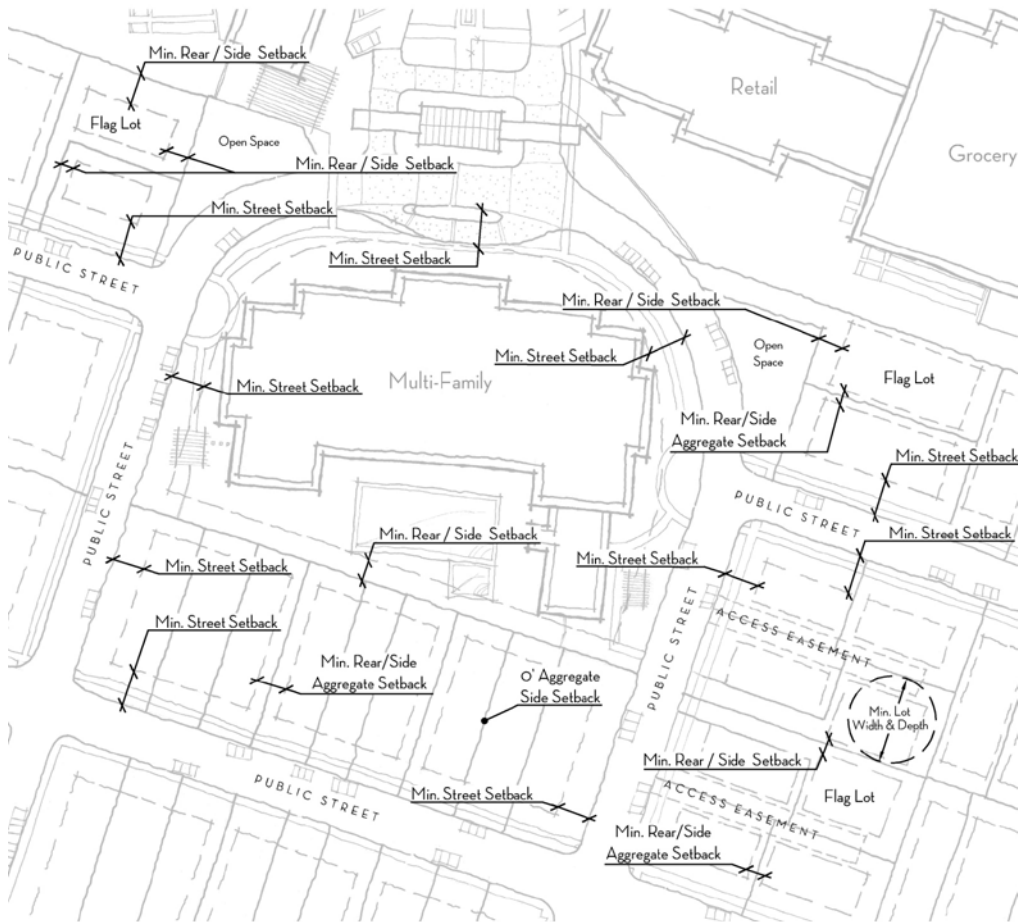 Min. Rear / Side Setback
Retail
Flag Lot
Open Space
Grocery
Min. Rear / Side Setback
Min. Street Setback
PUBLIC STREET
Min. Street Setback
Min. Rear / Side Setback
Min. Street Setback
Open
Space
Multi-Family
Flag Lot
Min. Street Setback
Min. Rear/Side
Aggregate Setback
Min. Street Setback
PUBLIC STREET
PUBLIC STREET
Min. Rear / Side Setback
Min. Street Setback
Min. Street Setback
Min. Street Setback
ACCESS EASEMENT
Min. Street Setback
Min. Rear/Side
Aggregate Setback
0' Aggregate
Side Setback
PUBLIC STREET
Min. Lot
Width & Depth
Min. Rear / Side Setback
PUBLIC STREET
Min. Street Setback
Flag Lot
ACCESS EASEMENT
Min. Rear/Side
Aggregate Setback